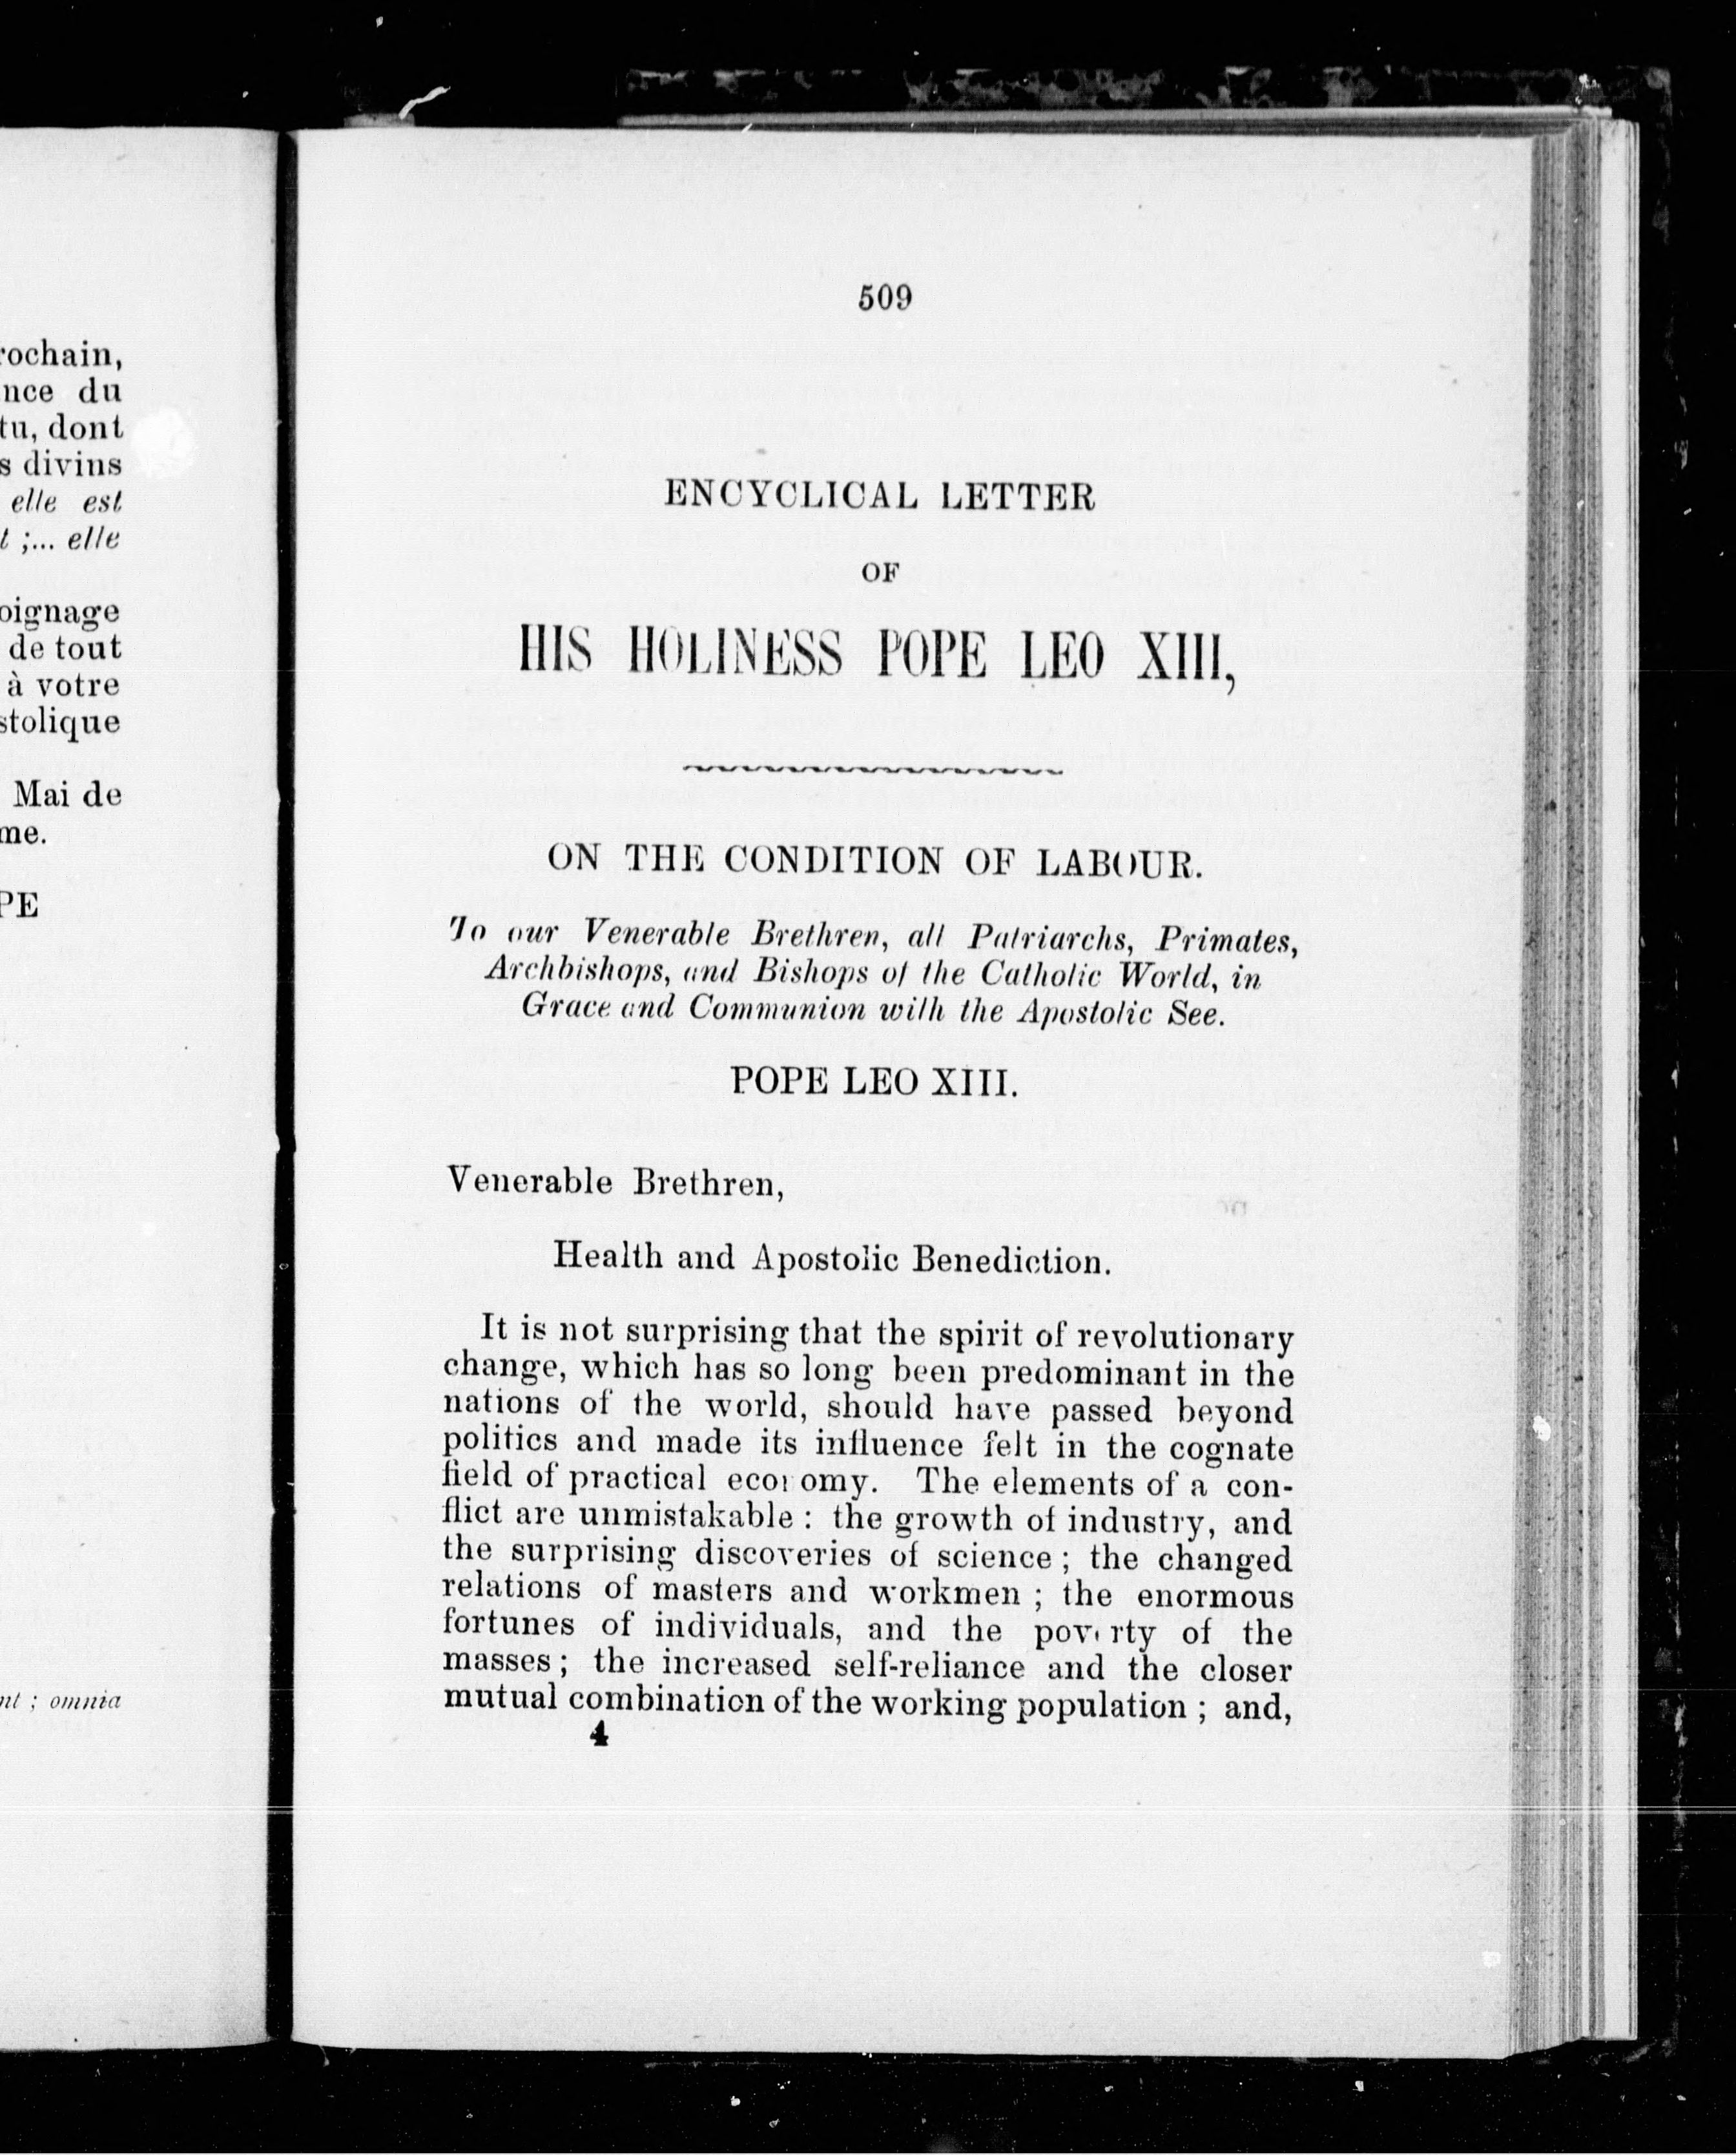 rochain,
nce du
tu, dont
s divins
elle est
t ;... elle
oignage
de tout
à votre
stolique
Mai de
me.
PE
nt ; omnia
509
ENCYCLICAL LETTER
OF
HIS HOLINESS POPE LEO XIII,
ON THE CONDITION OF LABOUR.
To our Venerable Brethren, all Patriarchs, Primates,
Archbishops, and Bishops of the Catholic World, in
Grace and Communion with the Apostolic See.
POPE LEO XIII.
Venerable Brethren,
Health and Apostolic Benediction.
It is not surprising that the spirit of revolutionary
change, which has so long been predominant in the
nations of the world, should have passed beyond
politics and made its influence felt in the cognate
field of practical economy. The elements of a con-
flict are unmistakable : the growth of industry, and
the surprising discoveries of science ; the changed
relations of masters and workmen ; the enormous
fortunes of individuals, and the poverty of the
masses ; the increased self-reliance and the closer
mutual combination of the working population ; and,
4